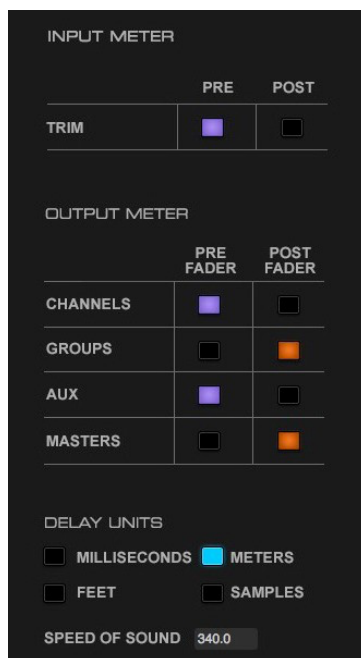 INPUT METER
PRE POST
TRIM
OUTPUT METER
PRE FADER POST FADER
CHANNELS
GROUPS
AUX
MASTERS
DELAY UNITS
MILLISECONDS METERS
FEET SAMPLES
SPEED OF SOUND 340.0